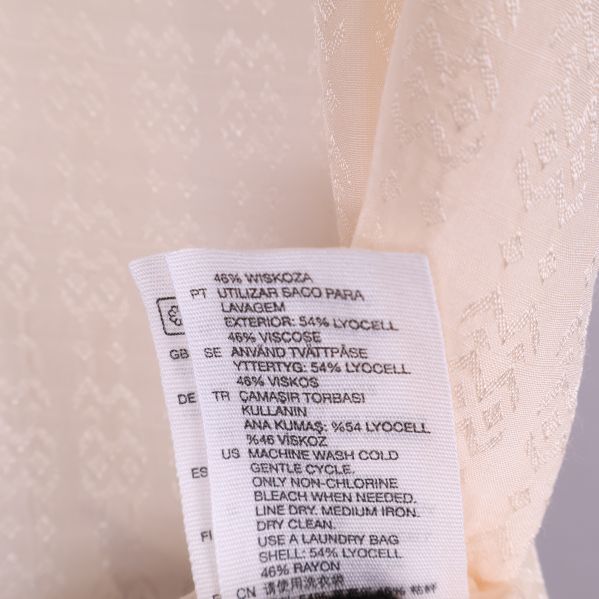 46% WISKOZA
PT UTILIZAR SACO PARA
LAVAGEM
EXTERIOR: 54% LYOCELL
46% VISCOSE
SE ANVÄND TVÄTTPÅSE
YTTERTYG: 54% LYOCELL
46% VISKOS
TR ÇAMAŞIR TORBASI
KULLANIN
ANA KUMAŞ: %54 LYOCELL
%46 VİSKOZ
US MACHINE WASH COLD
GENTLE CYCLE.
ONLY NON-CHLORINE
BLEACH WHEN NEEDED.
LINE DRY. MEDIUM IRON.
DRY CLEAN.
USE A LAUNDRY BAG
SHELL: 54% LYOCELL
46% RAYON
CN 请使用洗衣袋
GB
DE
ES
FI